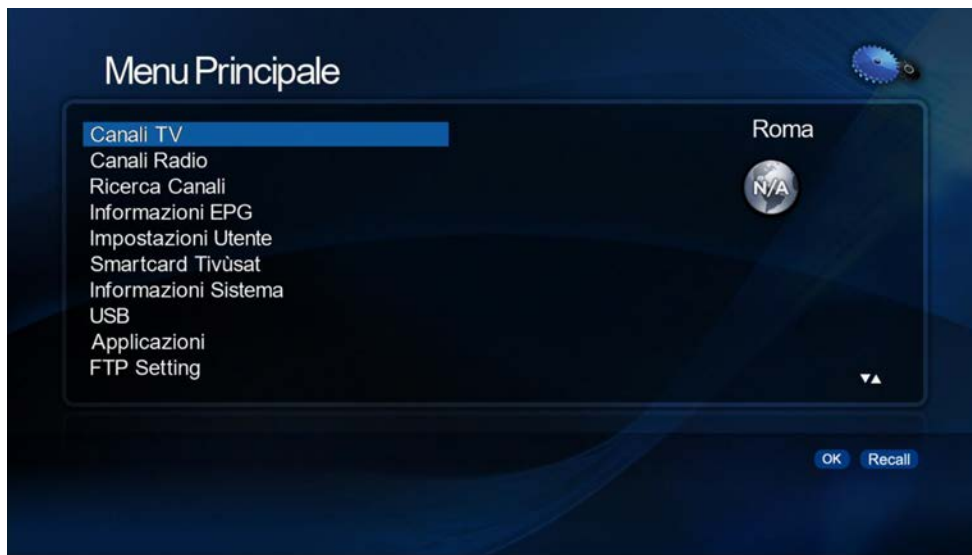 Menu Principale
Canali TV
Canali Radio
Ricerca Canali
Informazioni EPG
Impostazioni Utente
Smartcard Tivùsat
Informazioni Sistema
USB
Applicazioni
FTP Setting
Roma
N/A
OK Recall